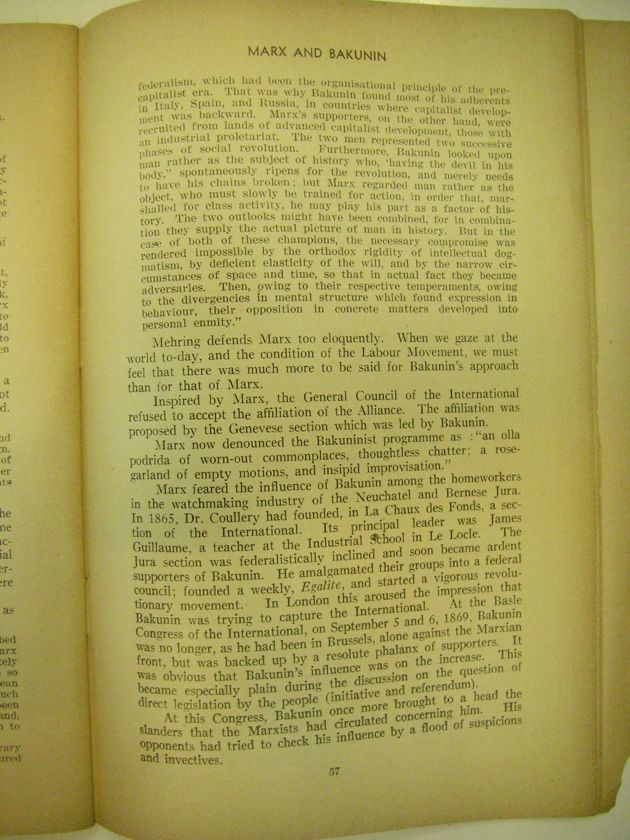 MARX AND BAKUNIN
federalism, which had been the organisational principle of the pre-
capitalist era. That was why Bakunin found most of his adherents
in Italy, Spain, and Russia, in countries where capitalist develop-
ment was backward. Marx's supporters, on the other hand, were
recruited from lands of advanced capitalist development, those with
an industrial proletariat. The two men represented two successive
phases of social revolution. Furthermore, Bakunin looked upon
man rather as the subject of history who, 'having the devil in his
body," spontaneously ripens for the revolution, and merely needs
to have his chains broken; but Marx regarded man rather as the
object, who must slowly be trained for action, in order that, mar-
shalled for class activity, he may play his part as a factor of his-
tory. The two outlooks might have been combined, for in combina-
tion they supply the actual picture of man in history. But in the
case of both of these champions, the necessary compromise was
rendered impossible by the orthodox rigidity of intellectual dog-
matism, by deficient elasticity of the will, and by the narrow cir-
cumstances of space and time, so that in actual fact they became
adversaries. Then, owing to their respective temperaments, owing
to the divergencies in mental structure which found expression in
behaviour, their opposition in concrete matters developed into
personal enmity."
Mehring defends Marx too eloquently. When we gaze at the
world to-day, and the condition of the Labour Movement, we must
feel that there was much more to be said for Bakunin's approach
than for that of Marx.
Inspired by Marx, the General Council of the International
refused to accept the affiliation of the Alliance. The affiliation was
proposed by the Genevese section which was led by Bakunin.
Marx now denounced the Bakuninist programme as : "an olla
podrida of worn-out commonplaces, thoughtless chatter; a rose-
garland of empty motions, and insipid improvisation."
Marx feared the influence of Bakunin among the homeworkers
in the watchmaking industry of the Neuchatel and Bernese Jura.
In 1865, Dr. Coullery had founded, in La Chaux des Fonds, a sec-
tion of the International. Its principal leader was James
Guillaume, a teacher at the Industrial School in Le Locle. The
Jura section was federalistically inclined and soon became ardent
supporters of Bakunin. He amalgamated their groups into a federal
council; founded a weekly, Egalite, and started a vigorous revolu-
tionary movement. In London this aroused the impression that
Bakunin was trying to capture the International. At the Basle
Congress of the International, on September 5 and 6, 1869, Bakunin
was no longer, as he had been in Brussels, alone against the Marxian
front, but was backed up by a resolute phalanx of supporters. It
was obvious that Bakunin's influence was on the increase. This
became especially plain during the discussion on the question of
direct legislation by the people (initiative and referendum).
At this Congress, Bakunin once more brought to a head the
slanders that the Marxists had circulated concerning him. His
opponents had tried to check his influence by a flood of suspicions
and invectives.
57